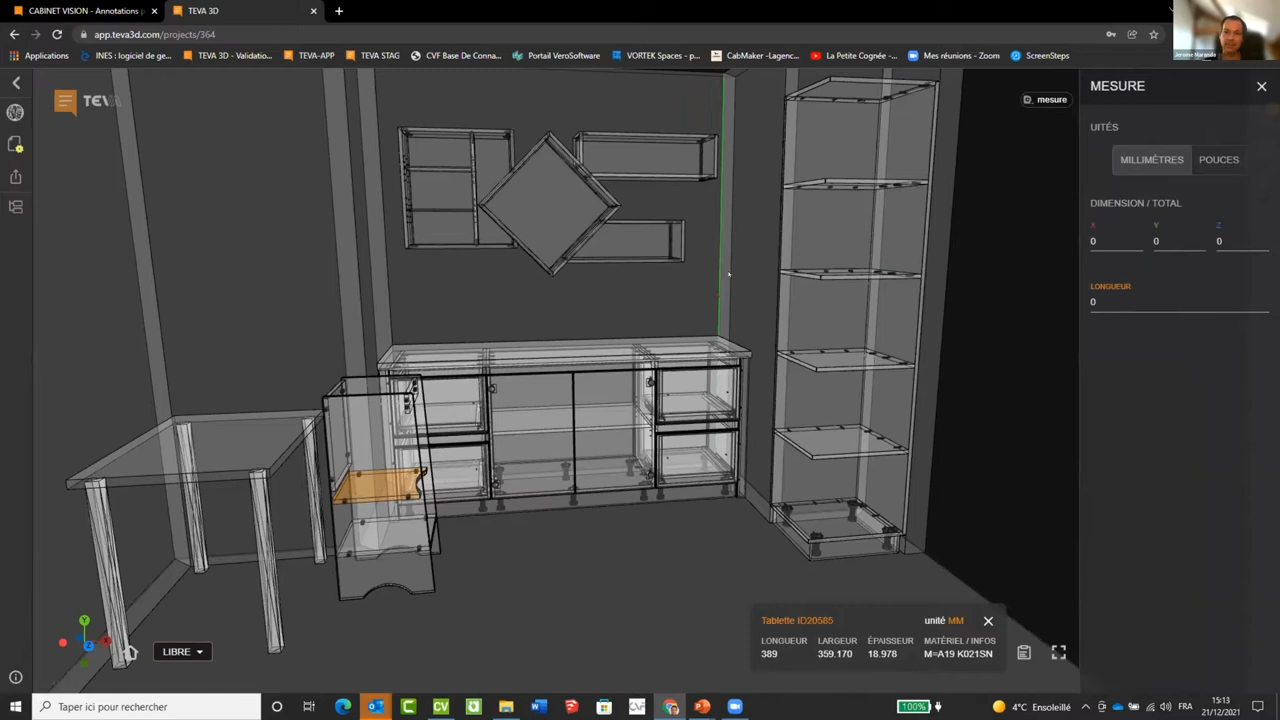 CABINET VISION - Annotations p
TEVA 3D
app.teva3d.com/projects/364
Applications
INES : logiciel de ge...
TEVA 3D - Validatio...
TEVA-APP
TEVA STAG
CVF Base De Conna...
Portail VeroSoftware
VORTEK Spaces - p...
CabMaker -Lagenc...
La Petite Cognée -...
Mes réunions - Zoom
ScreenSteps
TEVA
mesure
MESURE
UITÉS
MILLIMÈTRES
POUCES
DIMENSION / TOTAL
X Y Z
0 0 0
LONGUEUR
0
Tablette ID20585
unité MM
LONGUEUR LARGEUR ÉPAISSEUR MATÉRIEL / INFOS
389 359.170 18.978 M=A19 K021SN
Y
X
Z
LIBRE
Taper ici pour rechercher
100%
4°C Ensoleillé
FRA
15:13
21/12/2021